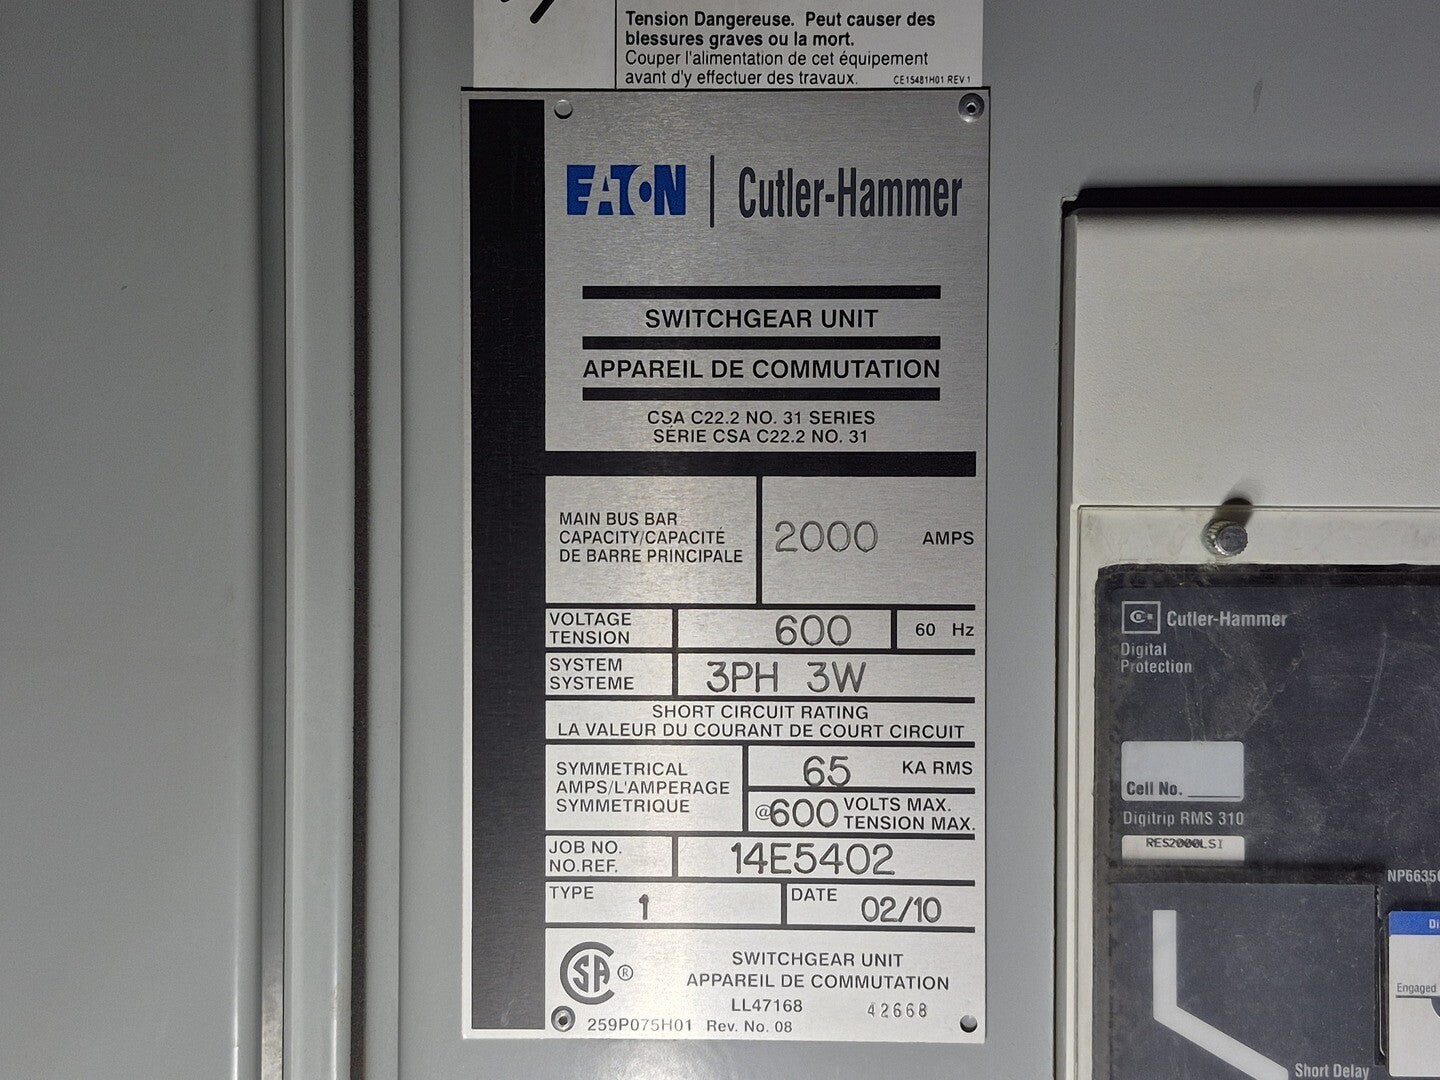 Tension Dangereuse. Peut causer des
blessures graves ou la mort.
Couper l'alimentation de cet équipement
avant d'y effectuer des travaux.
CE15481H01 REV 1
EATON | Cutler-Hammer
SWITCHGEAR UNIT
APPAREIL DE COMMUTATION
CSA C22.2 NO. 31 SERIES
SÉRIE CSA C22.2 NO. 31
MAIN BUS BAR
CAPACITY/CAPACITÉ
DE BARRE PRINCIPALE
2000 AMPS
VOLTAGE
TENSION
600
60 Hz
SYSTEM
SYSTEME
3PH 3W
SHORT CIRCUIT RATING
LA VALEUR DU COURANT DE COURT CIRCUIT
SYMMETRICAL
AMPS/L'AMPERAGE
SYMMETRIQUE
65 KA RMS
@600 VOLTS MAX.
TENSION MAX.
JOB NO.
NO.REF.
14E5402
TYPE
1
DATE
02/10
CSA ®
SWITCHGEAR UNIT
APPAREIL DE COMMUTATION
LL47168
42668
259P075H01 Rev. No. 08
Cutler-Hammer
Digital
Protection
Cell No.
Digitrip RMS 310
RES2000LSI
NP6635
Engaged
Short Delay